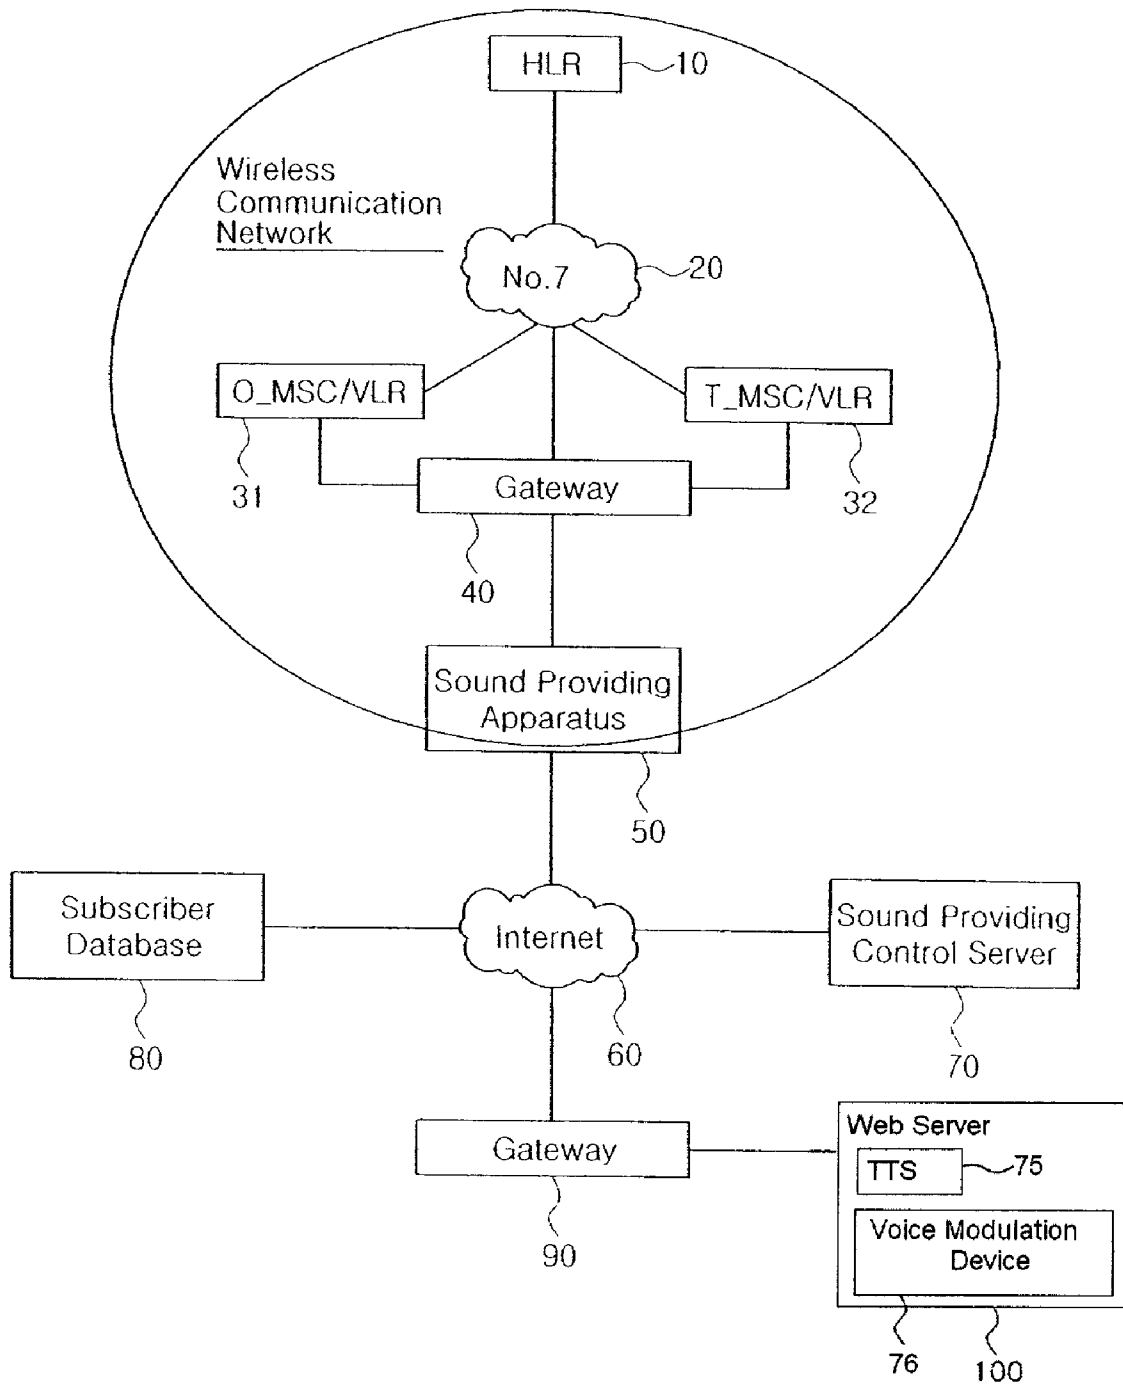 HLR
10
Wireless
Communication
Network
No.7
20
O_MSC/VLR
T_MSC/VLR
31
Gateway
32
40
Sound Providing
Apparatus
50
Subscriber
Database
Internet
Sound Providing
Control Server
80
60
70
Gateway
90
Web Server
TTS
75
Voice Modulation
Device
76
100